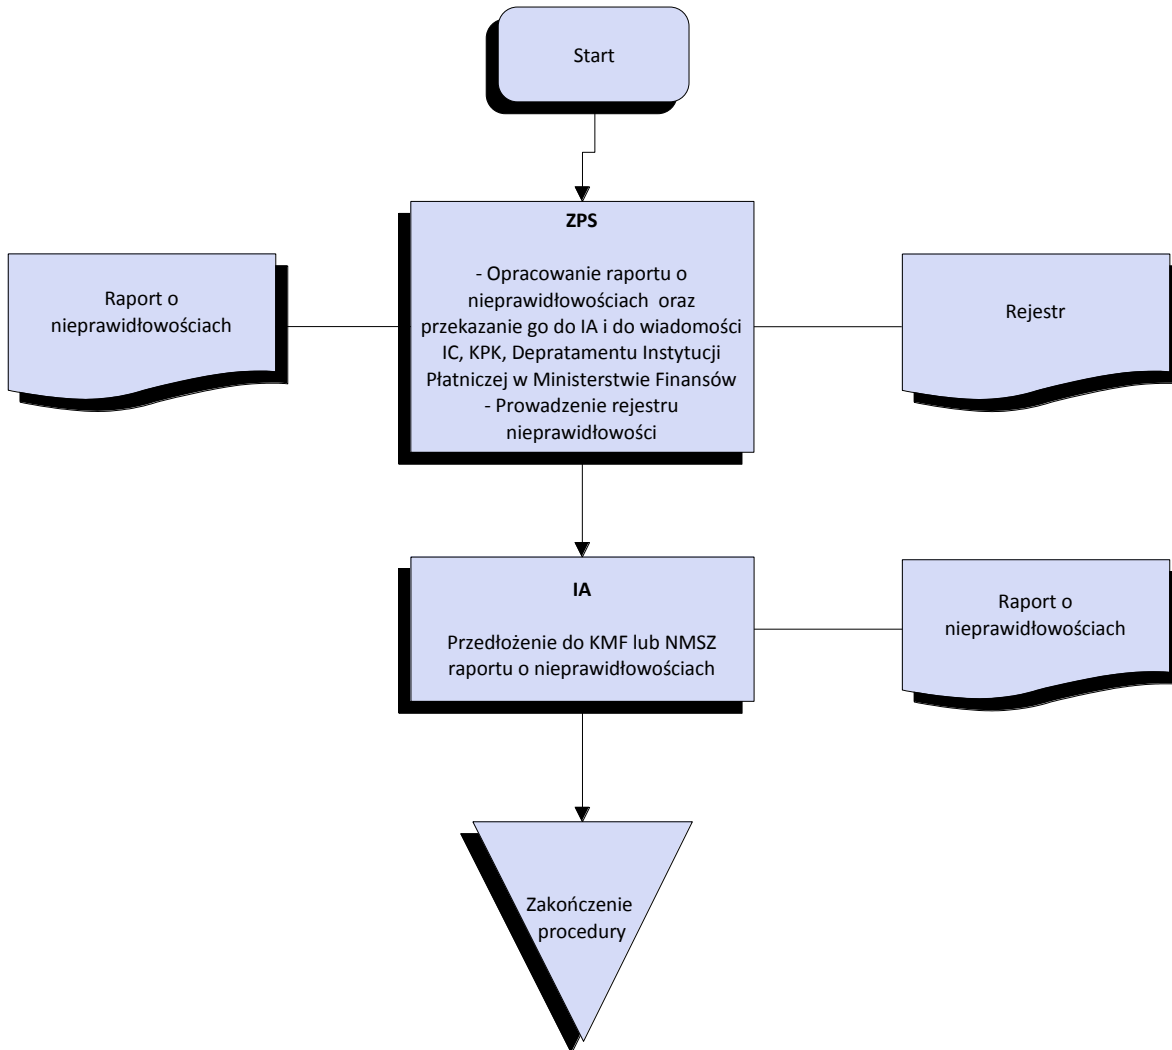 Start
ZPS
- Opracowanie raportu o
nieprawidłowościach oraz
przekazanie go do IA i do wiadomości
IC, KPK, Depratamentu Instytucji
Płatniczej w Ministerstwie Finansów
- Prowadzenie rejestru
nieprawidłowości
Raport o
nieprawidłowościach
Rejestr
IA
Przedłożenie do KMF lub NMSZ
raportu o nieprawidłowościach
Raport o
nieprawidłowościach
Zakończenie
procedury